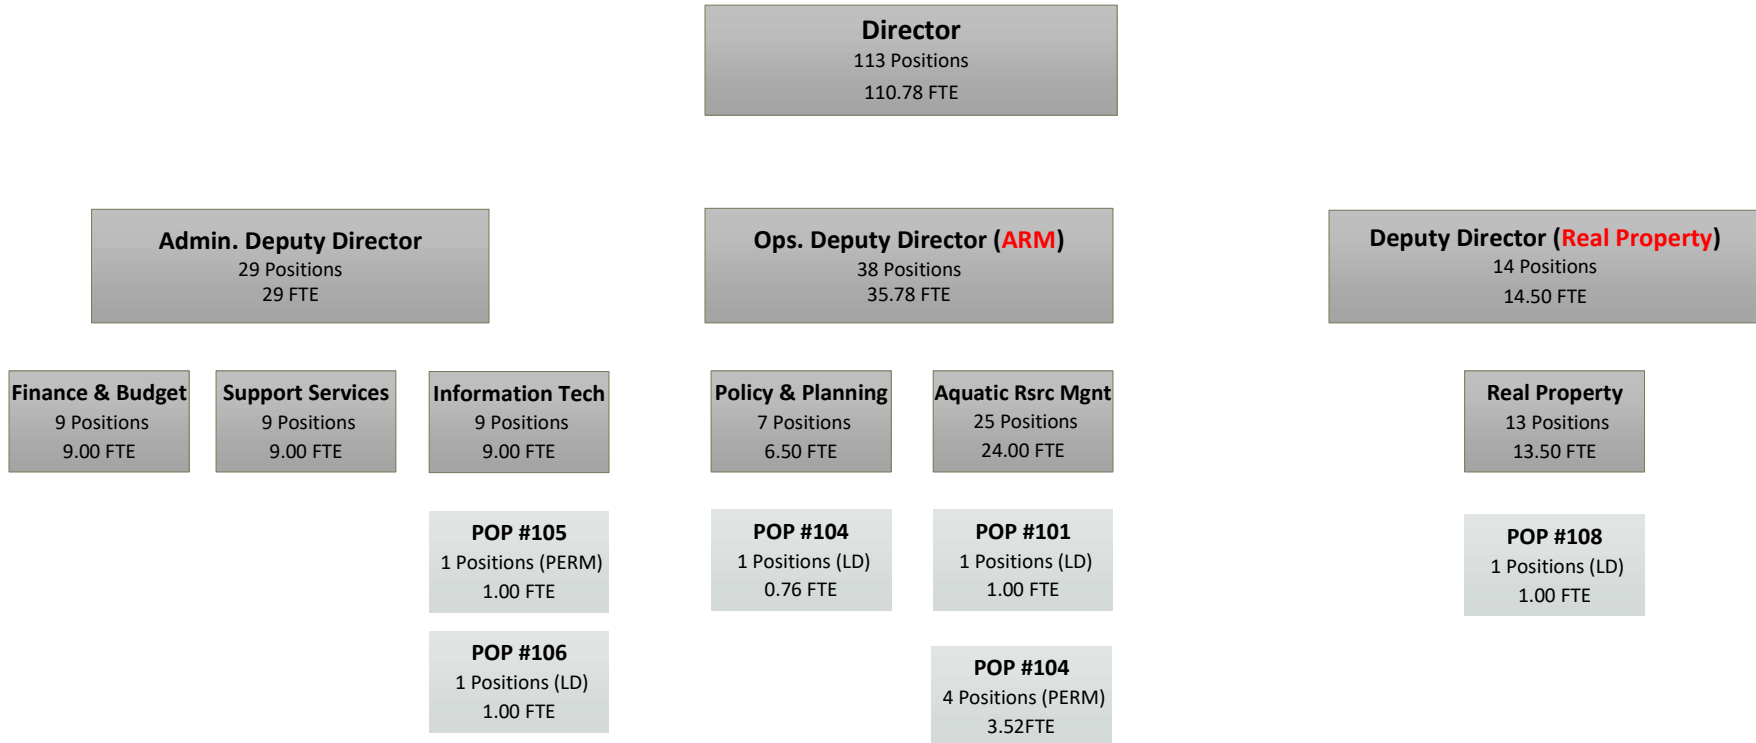 Director
113 Positions
110.78 FTE
Admin. Deputy Director
29 Positions
29 FTE
Ops. Deputy Director (ARM)
38 Positions
35.78 FTE
Deputy Director (Real Property)
14 Positions
14.50 FTE
Finance & Budget
9 Positions
9.00 FTE
Support Services
9 Positions
9.00 FTE
Information Tech
9 Positions
9.00 FTE
Policy & Planning
7 Positions
6.50 FTE
Aquatic Rsrc Mgnt
25 Positions
24.00 FTE
Real Property
13 Positions
13.50 FTE
POP #105
1 Positions (PERM)
1.00 FTE
POP #104
1 Positions (LD)
0.76 FTE
POP #101
1 Positions (LD)
1.00 FTE
POP #108
1 Positions (LD)
1.00 FTE
POP #106
1 Positions (LD)
1.00 FTE
POP #104
4 Positions (PERM)
3.52FTE